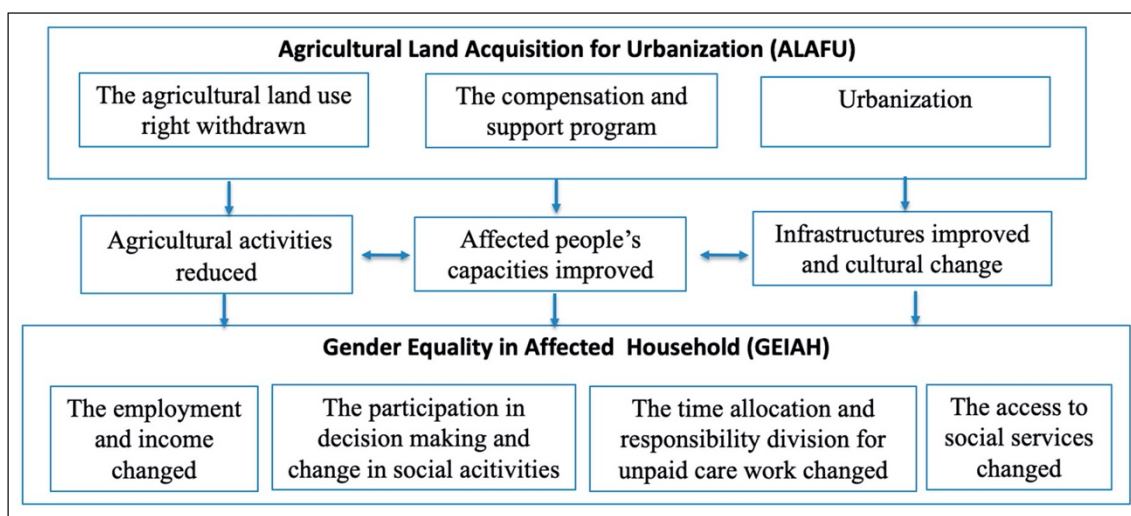 Agricultural Land Acquisition for Urbanization (ALAFU)
The agricultural land use
right withdrawn
The compensation and
support program
Urbanization
Agricultural activities
reduced
Affected people’s
capacities improved
Infrastructures improved
and cultural change
Gender Equality in Affected Household (GEIAH)
The employment
and income
changed
The participation in
decision making and
change in social acitivities
The time allocation and
responsibility division for
unpaid care work changed
The access to
social services
changed